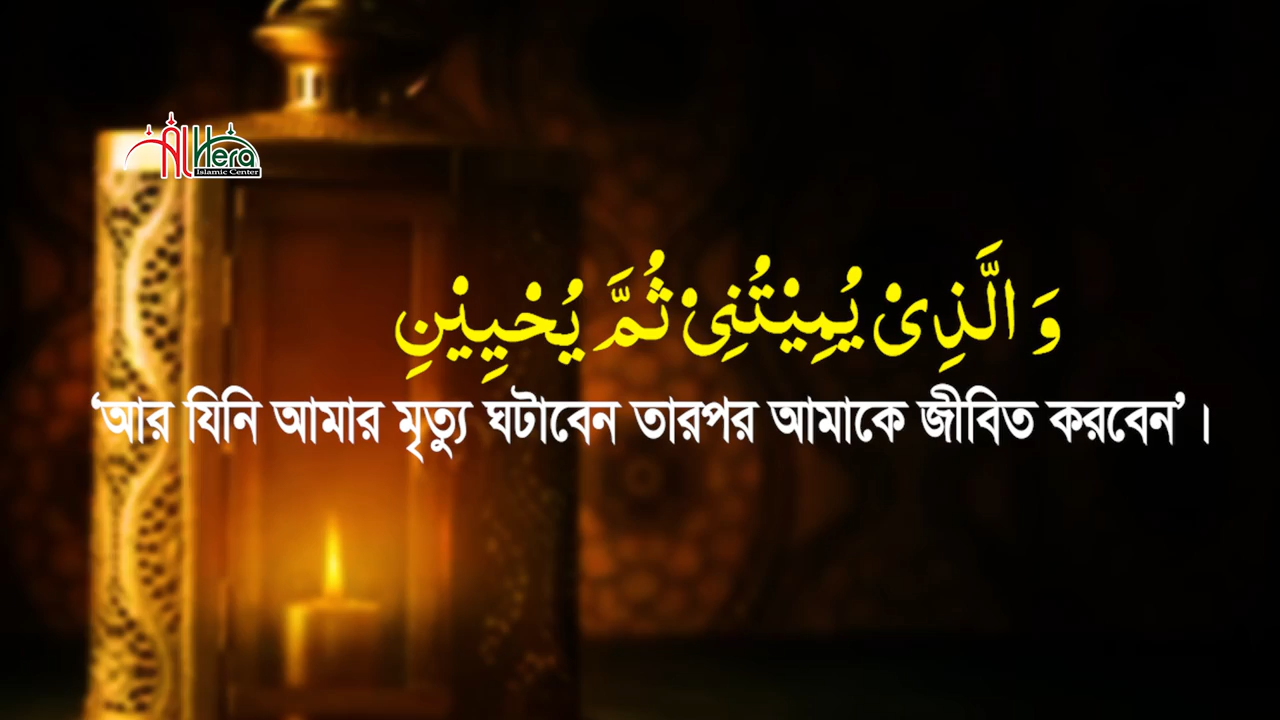 AlHera
Islamic Center
وَ الَّذِیْ یُمِیْتُنِیْ ثُمَّ یُحْیِیْنِ
‘আর যিনি আমার মৃত্যু ঘটাবেন তারপর আমাকে জীবিত করবেন’ ।